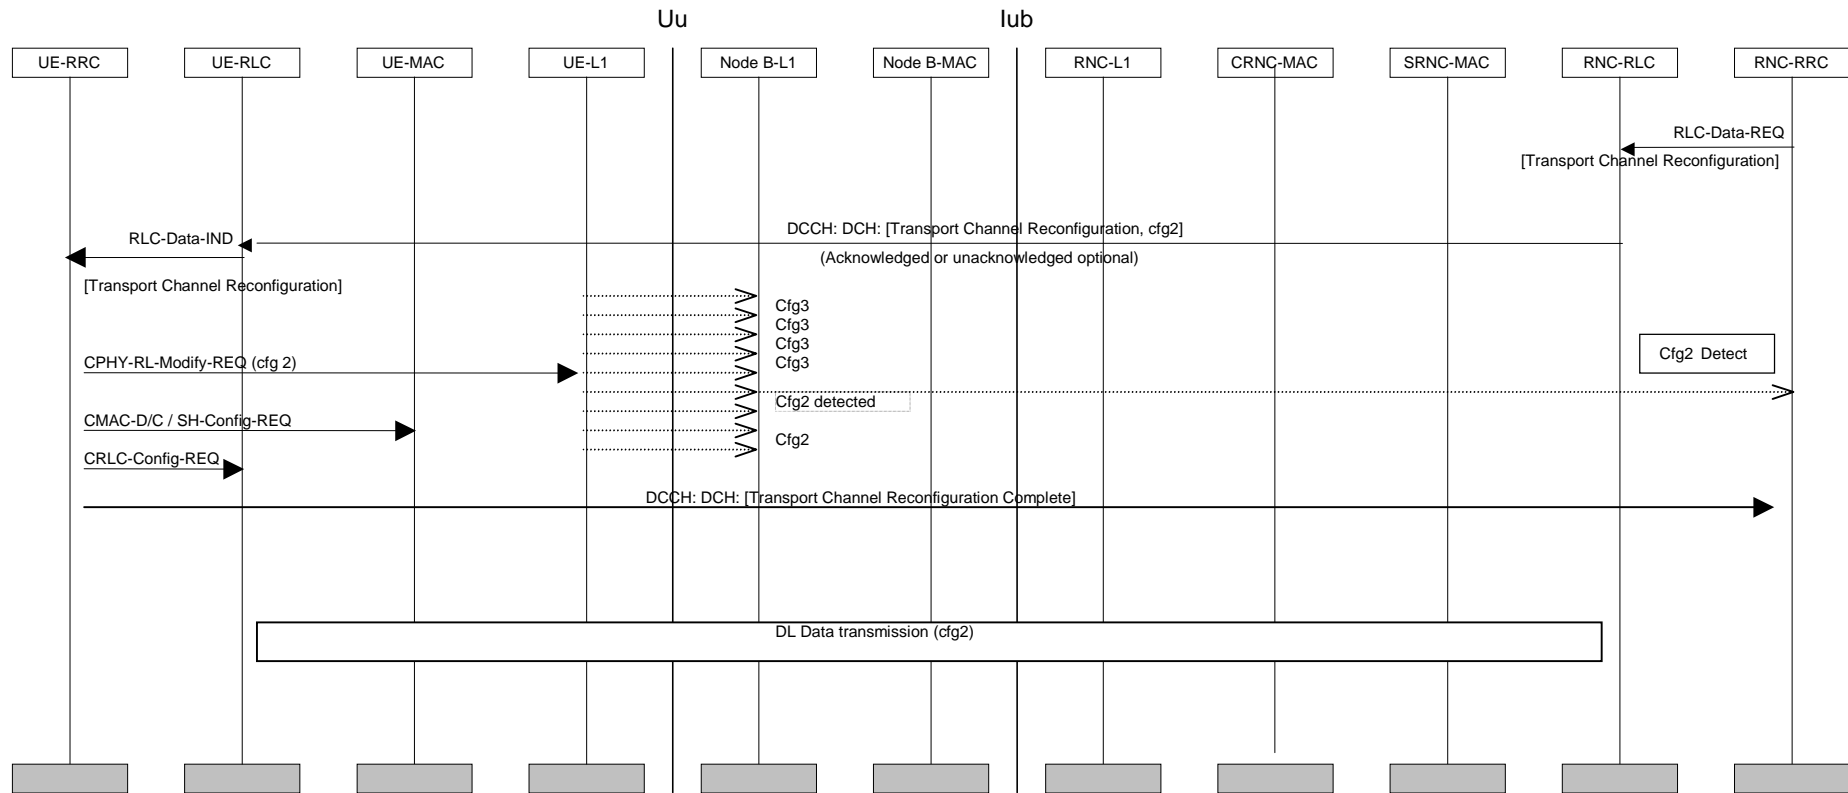 Uu
Iub
UE-RRC
UE-RLC
UE-MAC
UE-L1
Node B-L1
Node B-MAC
RNC-L1
CRNC-MAC
SRNC-MAC
RNC-RLC
RNC-RRC
RLC-Data-REQ
[Transport Channel Reconfiguration]
DCCH: DCH: [Transport Channel Reconfiguration, cfg2]
RLC-Data-IND
(Acknowledged or unacknowledged optional)
[Transport Channel Reconfiguration]
Cfg3
Cfg3
Cfg3
Cfg3
Cfg2 Detect
CPHY-RL-Modify-REQ (cfg 2)
Cfg2 detected
CMAC-D/C / SH-Config-REQ
Cfg2
CRLC-Config-REQ
DCCH: DCH: [Transport Channel Reconfiguration Complete]
DL Data transmission (cfg2)